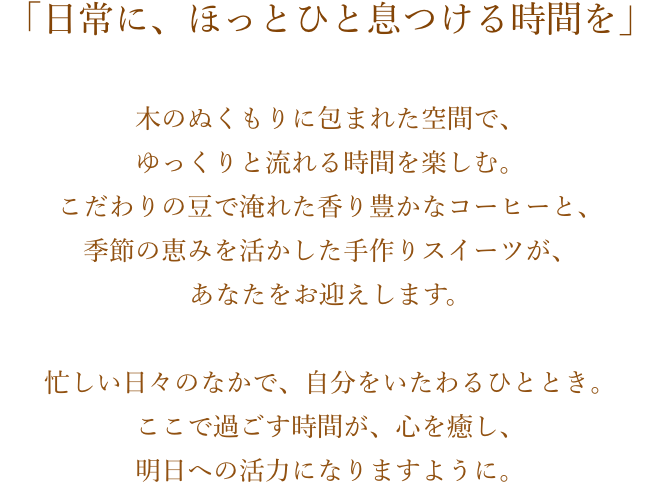 「日常に、ほっとひと息つける時間を」
木のぬくもりに包まれた空間で、
ゆっくりと流れる時間を楽しむ。
こだわりの豆で淹れた香り豊かなコーヒーと、
季節の恵みを活かした手作りスイーツが、
あなたをお迎えします。
忙しい日々のなかで、自分をいたわるひととき。
ここで過ごす時間が、心を癒し、
明日への活力になりますように。